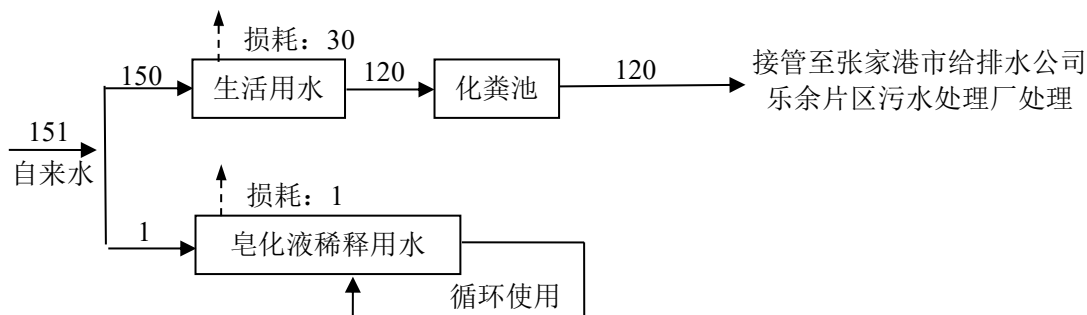 损耗：30
150
生活用水
120
化粪池
120
接管至张家港市给排水公司
乐余片区污水处理厂处理
151
自来水
损耗：1
1
皂化液稀释用水
循环使用